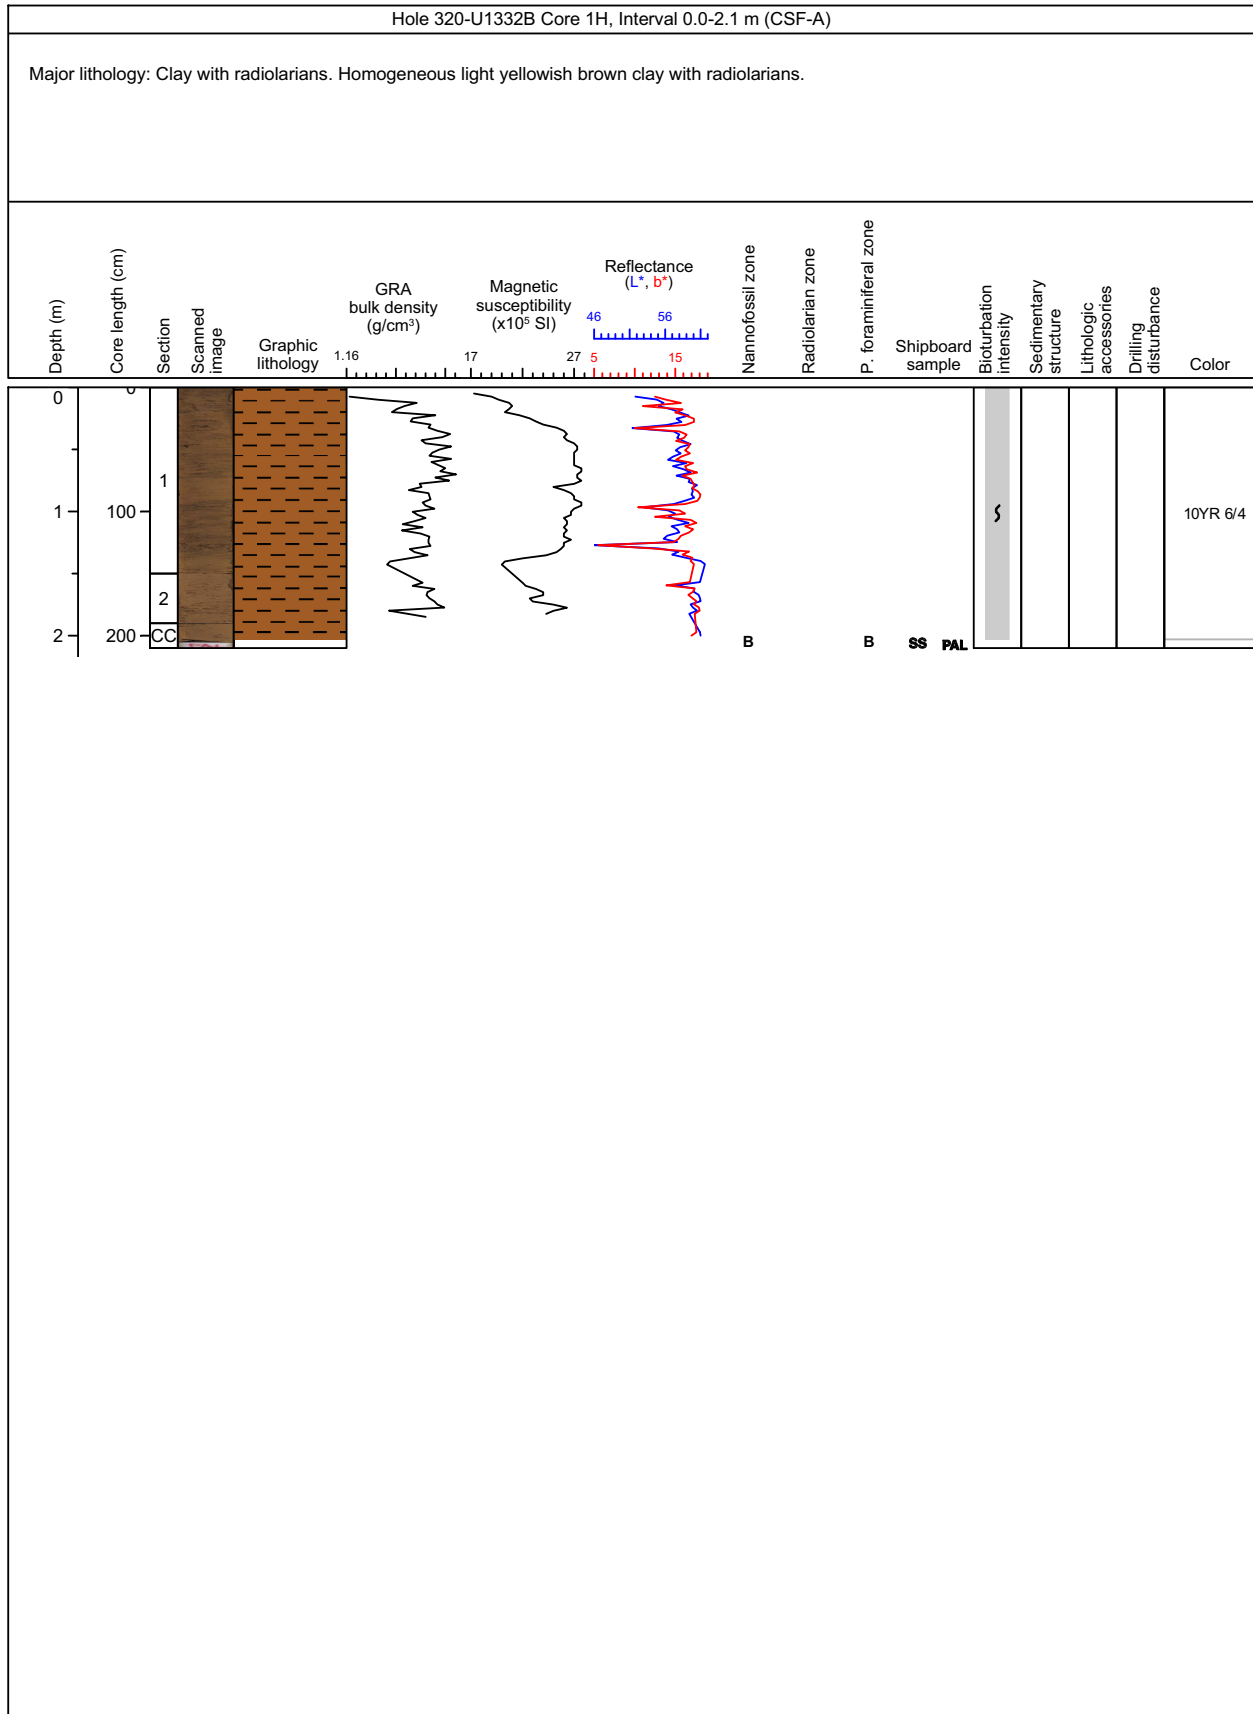 Hole 320-U1332B Core 1H, Interval 0.0-2.1 m (CSF-A)
Major lithology: Clay with radiolarians. Homogeneous light yellowish brown clay with radiolarians.
Depth (m)
Core length (cm)
Section
Scanned
image
Graphic
lithology
GRA
bulk density
(g/cm³)
1.16
Magnetic
susceptibility
(x10⁵ SI)
17 27
Reflectance
(L*, b*)
46 56
5 15
Nannofossil zone
Radiolarian zone
P. foraminiferal zone
Shipboard
sample
Bioturbation
intensity
Sedimentary
structure
Lithologic
accessories
Drilling
disturbance
Color
0 0
1
1 100 10YR 6/4
2
2 200 CC B B SS PAL